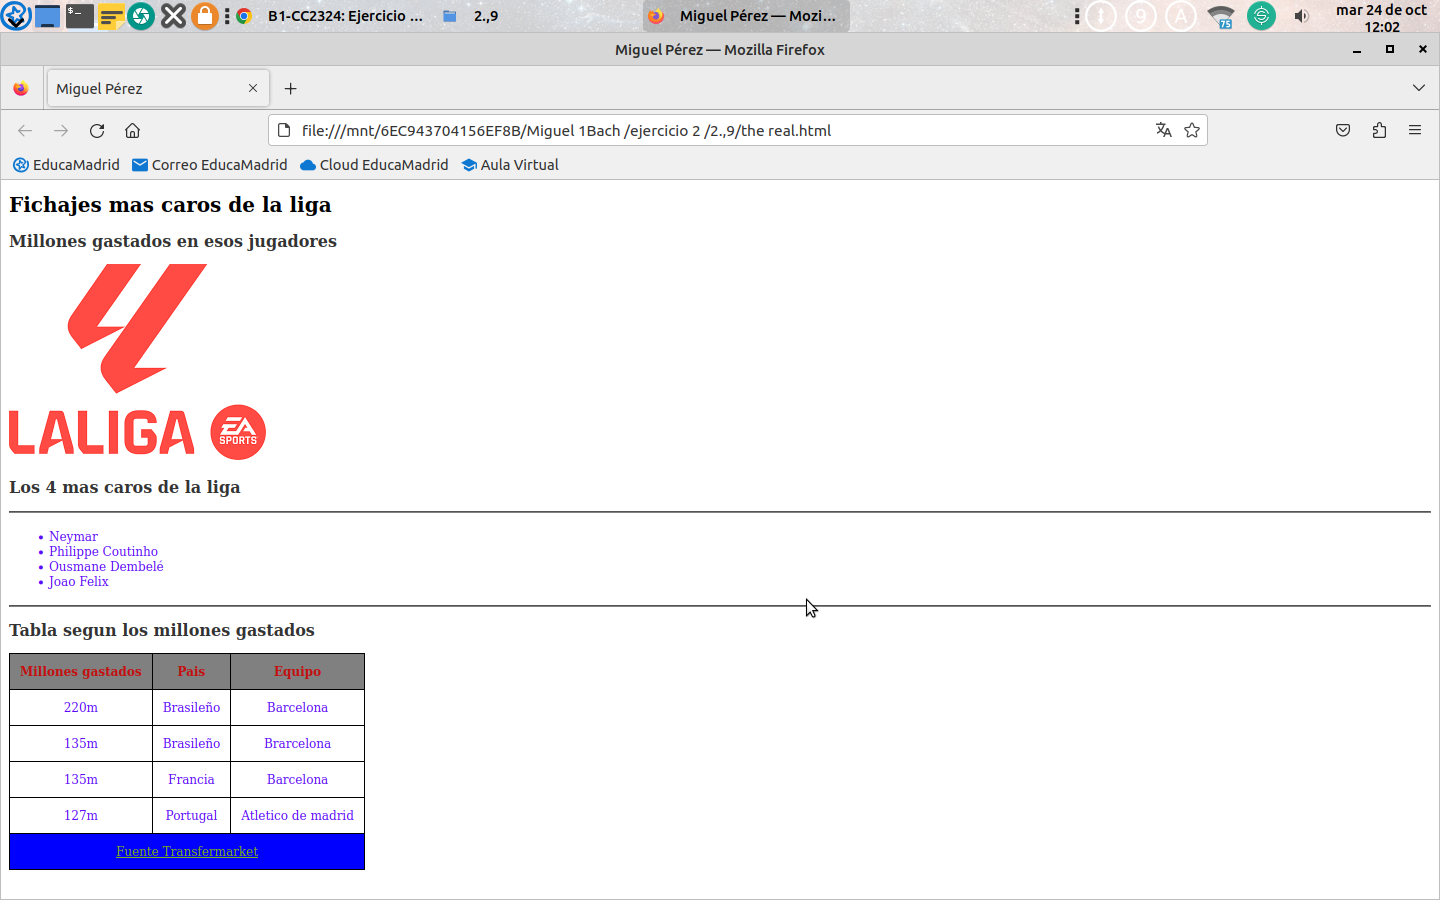 B1-CC2324: Ejercicio ...
2.,9
Miguel Pérez — Mozi...
9
A
75
mar 24 de oct
12:02
Miguel Pérez — Mozilla Firefox
Miguel Pérez
file:///mnt/6EC943704156EF8B/Miguel 1Bach /ejercicio 2 /2.,9/the real.html
EducaMadrid
Correo EducaMadrid
Cloud EducaMadrid
Aula Virtual
Fichajes mas caros de la liga
Millones gastados en esos jugadores
LALIGA
EA
SPORTS
Los 4 mas caros de la liga
Neymar
Philippe Coutinho
Ousmane Dembelé
Joao Felix
Tabla segun los millones gastados
Millones gastados Pais Equipo
220m Brasileño Barcelona
135m Brasileño Brarcelona
135m Francia Barcelona
127m Portugal Atletico de madrid
Fuente Transfermarket